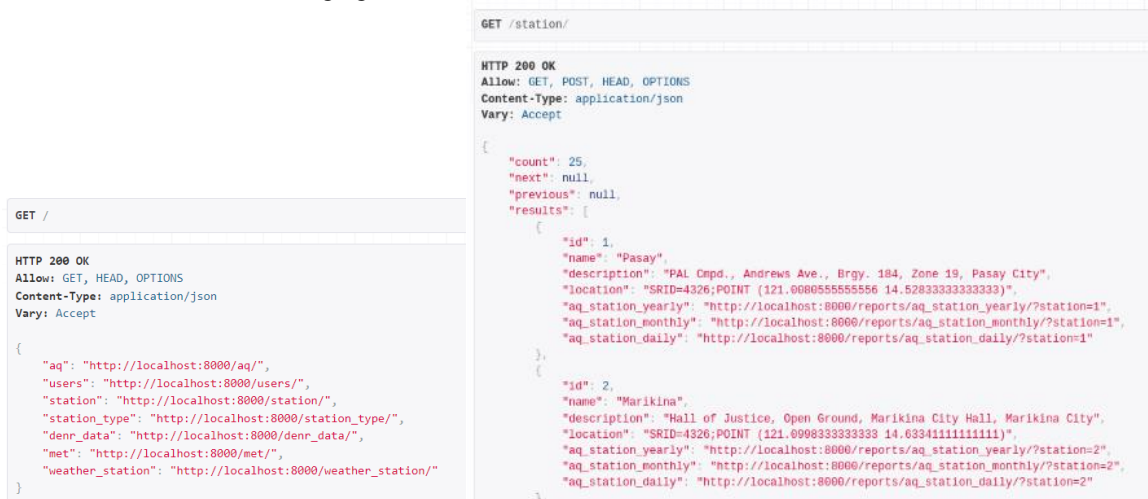 GET /
HTTP 200 OK
Allow: GET, HEAD, OPTIONS
Content-Type: application/json
Vary: Accept
{
"aq": "http://localhost:8000/aq/",
"users": "http://localhost:8000/users/",
"station": "http://localhost:8000/station/",
"station_type": "http://localhost:8000/station_type/",
"denr_data": "http://localhost:8000/denr_data/",
"met": "http://localhost:8000/met/",
"weather_station": "http://localhost:8000/weather_station/"
}
GET /station/
HTTP 200 OK
Allow: GET, POST, HEAD, OPTIONS
Content-Type: application/json
Vary: Accept
{
"count": 25,
"next": null,
"previous": null,
"results": [
{
"id": 1,
"name": "Pasay",
"description": "PAL Cmpd., Andrews Ave., Brgy. 184, Zone 19, Pasay City",
"location": "SRID=4326;POINT (121.0080555555556 14.52833333333333)",
"aq_station_yearly": "http://localhost:8000/reports/aq_station_yearly/?station=1",
"aq_station_monthly": "http://localhost:8000/reports/aq_station_monthly/?station=1",
"aq_station_daily": "http://localhost:8000/reports/aq_station_daily/?station=1"
},
{
"id": 2,
"name": "Marikina",
"description": "Hall of Justice, Open Ground, Marikina City Hall, Marikina City",
"location": "SRID=4326;POINT (121.0998333333333 14.63341111111111)",
"aq_station_yearly": "http://localhost:8000/reports/aq_station_yearly/?station=2",
"aq_station_monthly": "http://localhost:8000/reports/aq_station_monthly/?station=2",
"aq_station_daily": "http://localhost:8000/reports/aq_station_daily/?station=2"
}